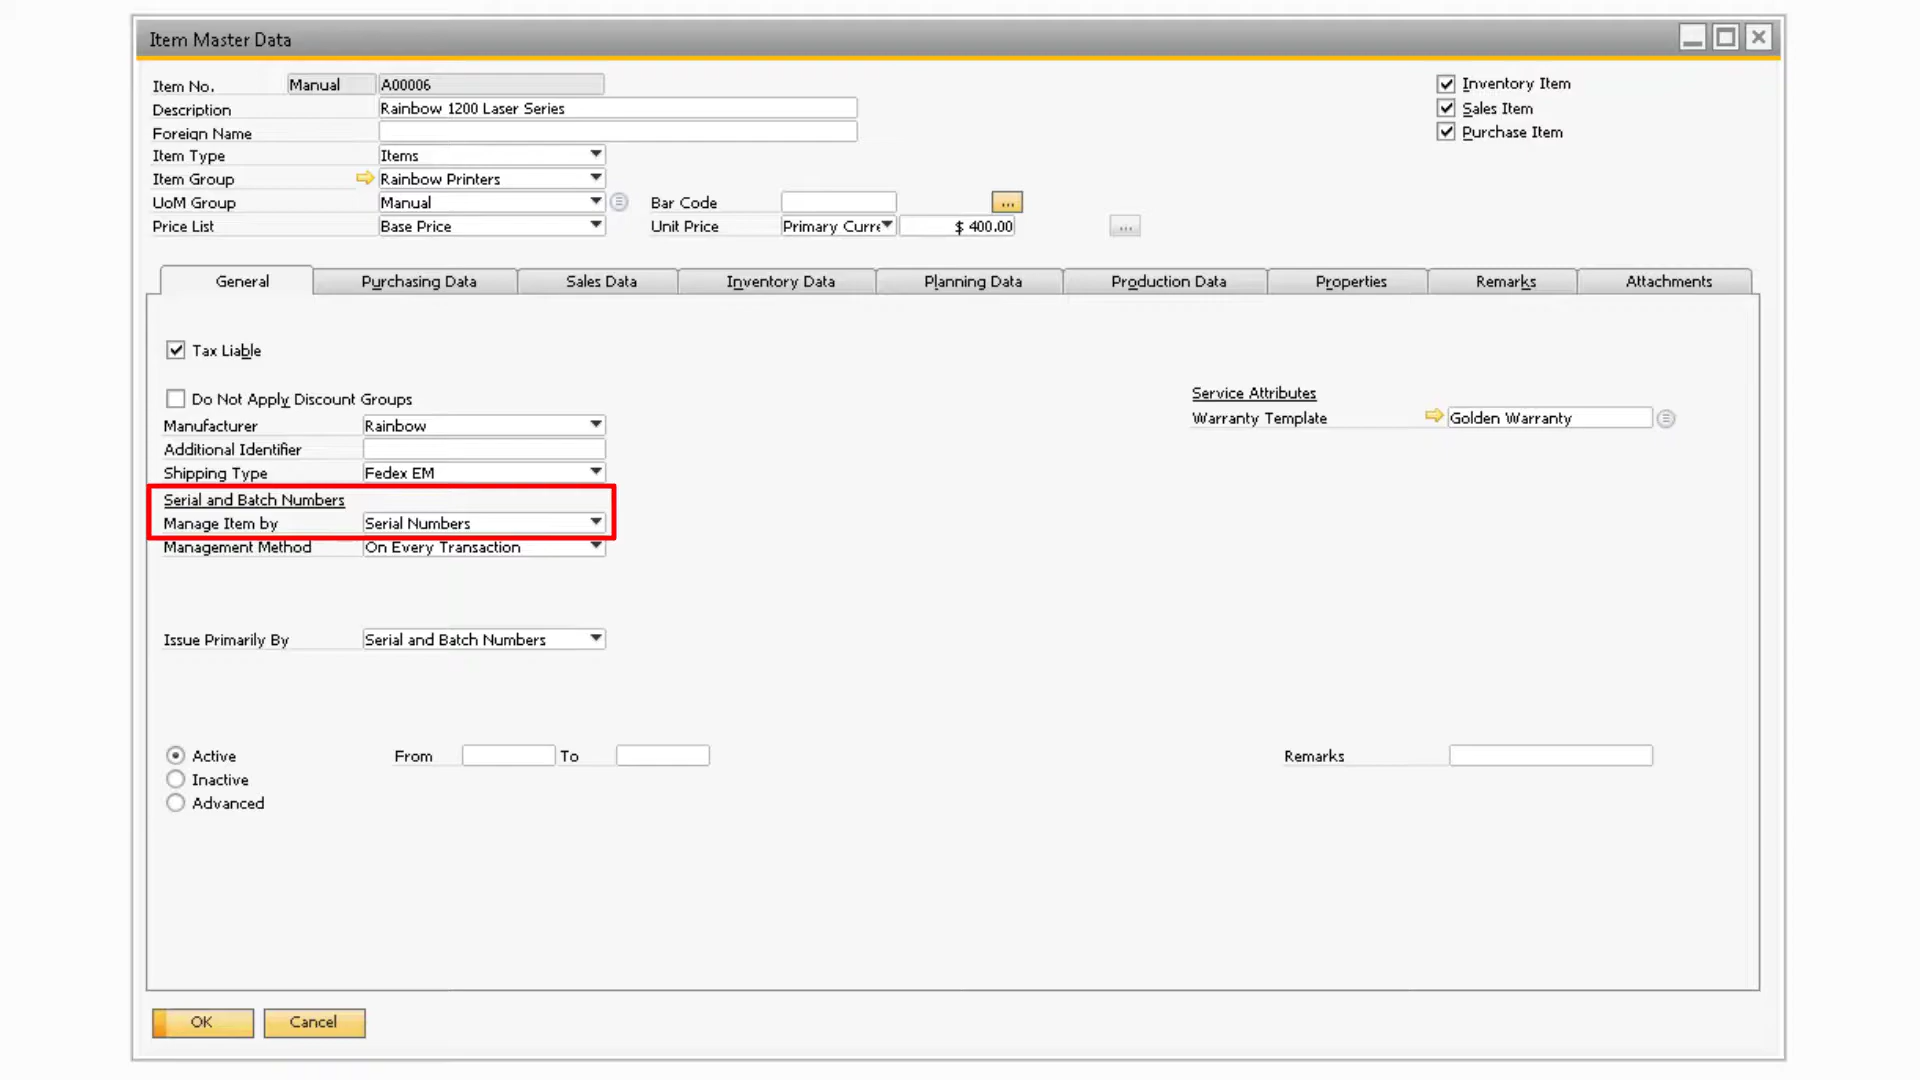 Item Master Data
Item No. Manual A00006 Inventory Item
Description Rainbow 1200 Laser Series Sales Item
Foreign Name Purchase Item
Item Type Items
Item Group Rainbow Printers
UoM Group Manual Bar Code ...
Price List Base Price Unit Price Primary Curre $ 400.00 ...
General Purchasing Data Sales Data Inventory Data Planning Data Production Data Properties Remarks Attachments
Tax Liable
Do Not Apply Discount Groups Service Attributes
Manufacturer Rainbow Warranty Template Golden Warranty
Additional Identifier
Shipping Type Fedex EM
Serial and Batch Numbers
Manage Item by Serial Numbers
Management Method On Every Transaction
Issue Primarily By Serial and Batch Numbers
Active From To Remarks
Inactive
Advanced
OK Cancel